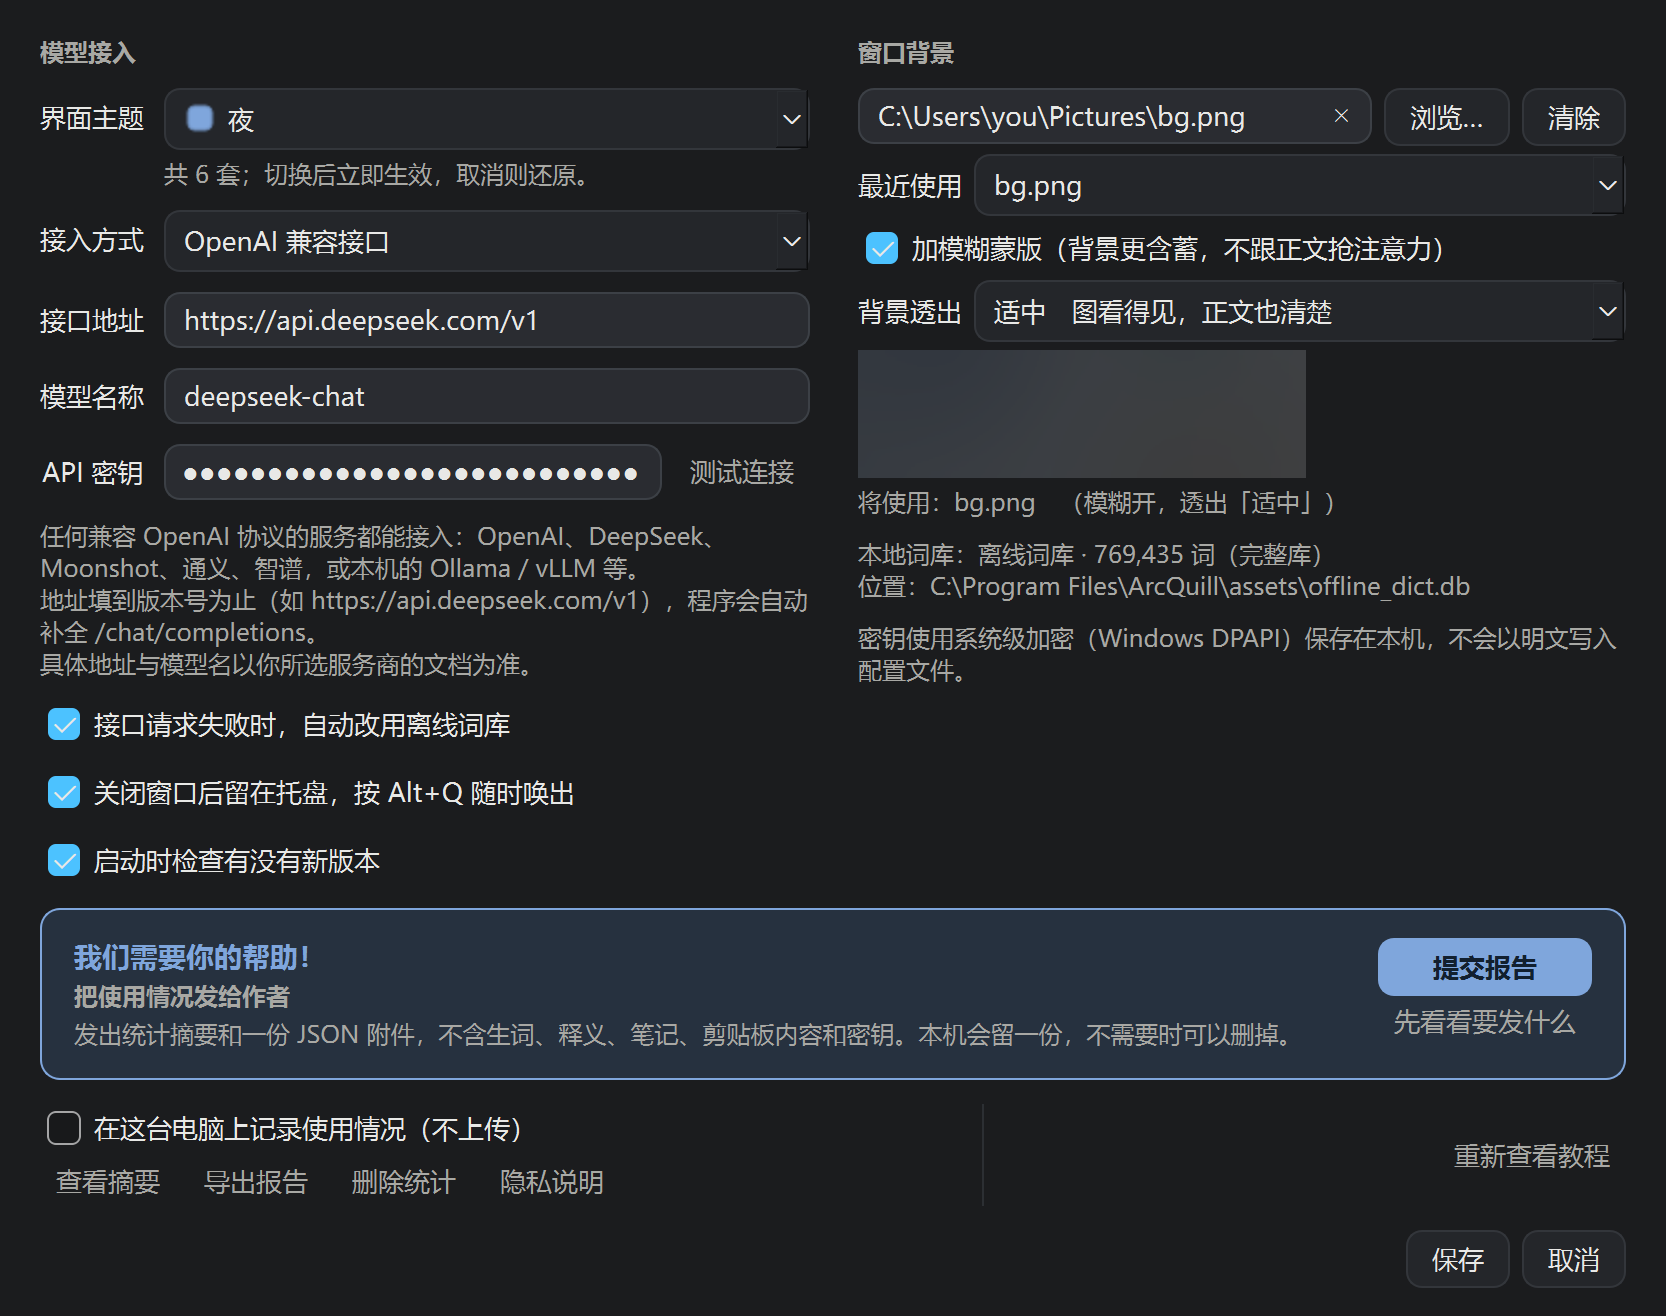 模型接入
界面主题
夜
共 6 套；切换后立即生效，取消则还原。
接入方式
OpenAI 兼容接口
接口地址
https://api.deepseek.com/v1
模型名称
deepseek-chat
API 密钥
●●●●●●●●●●●●●●●●●●●●●●●●●●●
测试连接
任何兼容 OpenAI 协议的服务都能接入：OpenAI、DeepSeek、
Moonshot、通义、智谱，或本机的 Ollama / vLLM 等。
地址填到版本号为止（如 https://api.deepseek.com/v1），程序会自动
补全 /chat/completions。
具体地址与模型名以你所选服务商的文档为准。
接口请求失败时，自动改用离线词库
关闭窗口后留在托盘，按 Alt+Q 随时唤出
启动时检查有没有新版本
窗口背景
C:\Users\you\Pictures\bg.png
浏览...
清除
最近使用
bg.png
加模糊蒙版（背景更含蓄，不跟正文抢注意力）
背景透出
适中　图看得见，正文也清楚
将使用：bg.png　（模糊开，透出「适中」）
本地词库：离线词库 · 769,435 词（完整库）
位置：C:\Program Files\ArcQuill\assets\offline_dict.db
密钥使用系统级加密（Windows DPAPI）保存在本机，不会以明文写入
配置文件。
我们需要你的帮助！
把使用情况发给作者
发出统计摘要和一份 JSON 附件，不含生词、释义、笔记、剪贴板内容和密钥。本机会留一份，不需要时可以删掉。
提交报告
先看看要发什么
在这台电脑上记录使用情况（不上传）
查看摘要
导出报告
删除统计
隐私说明
重新查看教程
保存
取消